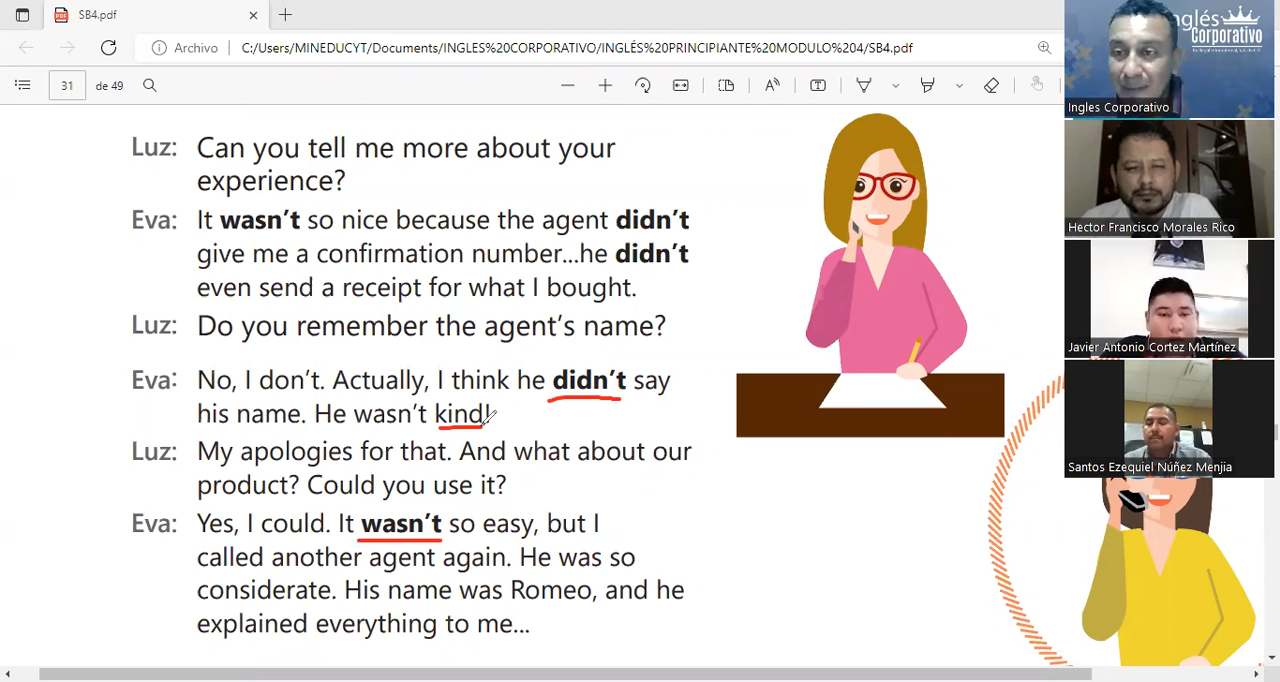 SB4.pdf
Archivo
C:/Users/MINEDUCYT/Documents/INGLES%20CORPORATIVO/INGLÉS%20PRINCIPIANTE%20MODULO%204/SB4.pdf
31
de 49
Luz: Can you tell me more about your
experience?
Eva: It wasn't so nice because the agent didn't
give me a confirmation number...he didn't
even send a receipt for what I bought.
Luz: Do you remember the agent's name?
Eva: No, I don't. Actually, I think he didn't say
his name. He wasn't kind!
Luz: My apologies for that. And what about our
product? Could you use it?
Eva: Yes, I could. It wasn't so easy, but I
called another agent again. He was so
considerate. His name was Romeo, and he
explained everything to me...
Inglés
Corporativo
Ingles Corporativo
Hector Francisco Morales Rico
Javier Antonio Cortez Martínez
Santos Ezequiel Núñez Menjia